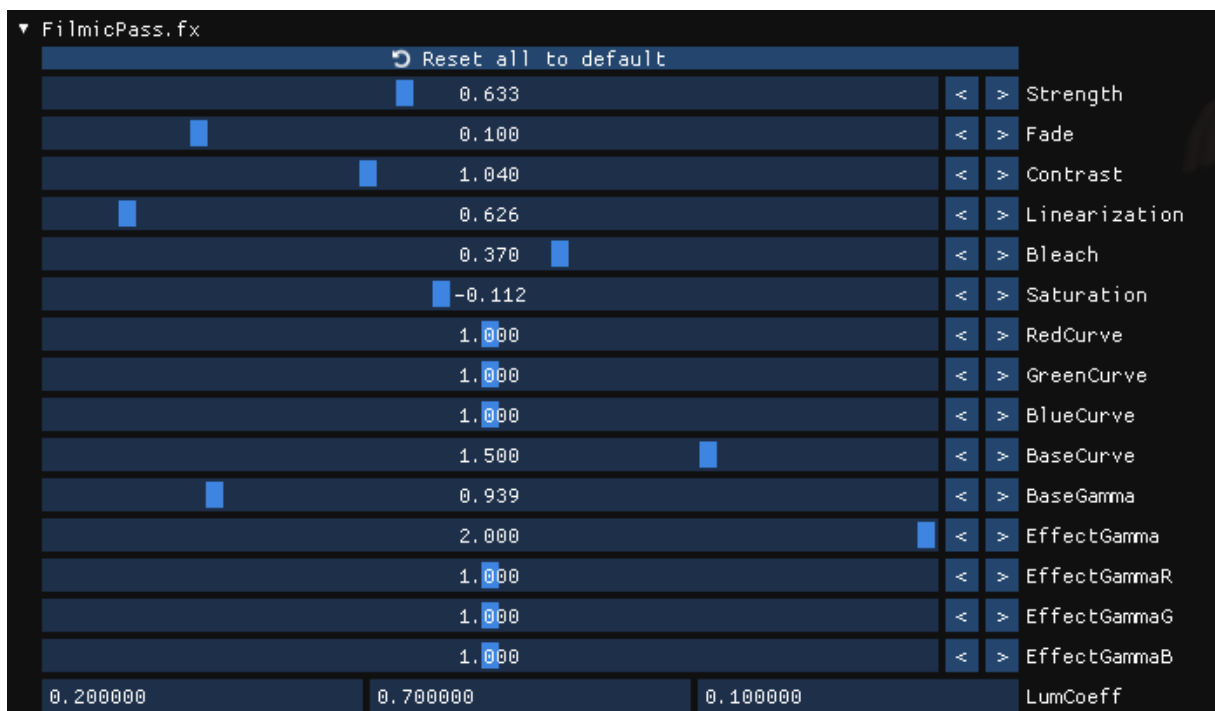 FilmicPass.fx
Reset all to default
0.633 < > Strength
0.100 < > Fade
1.040 < > Contrast
0.626 < > Linearization
0.370 < > Bleach
-0.112 < > Saturation
1.000 < > RedCurve
1.000 < > GreenCurve
1.000 < > BlueCurve
1.500 < > BaseCurve
0.939 < > BaseGamma
2.000 < > EffectGamma
1.000 < > EffectGammaR
1.000 < > EffectGammaG
1.000 < > EffectGammaB
0.200000 0.700000 0.100000 LumCoeff